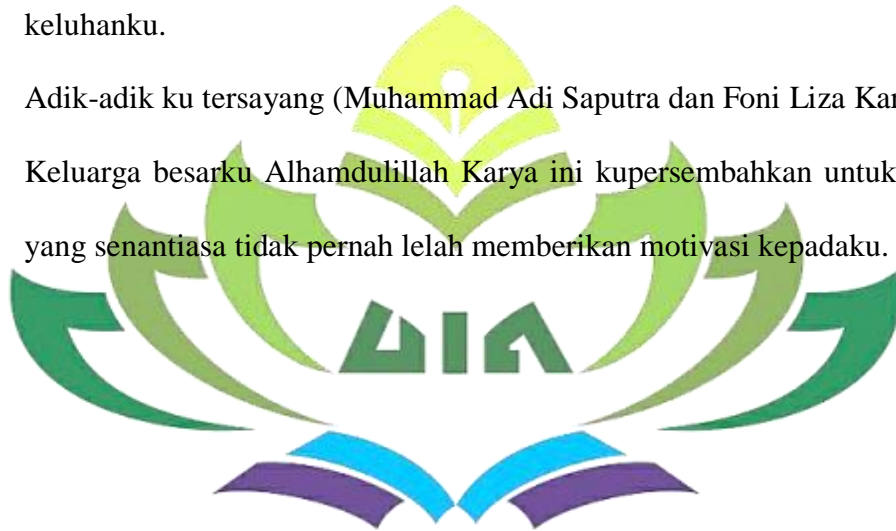 keluhanku.
Adik-adik ku tersayang (Muhammad Adi Saputra dan Foni Liza
Keluarga besarku Alhamdulillah Karya ini kupersembahkan untuk
yang senantiasa tidak pernah lelah memberikan motivasi kepadaku.
UIN